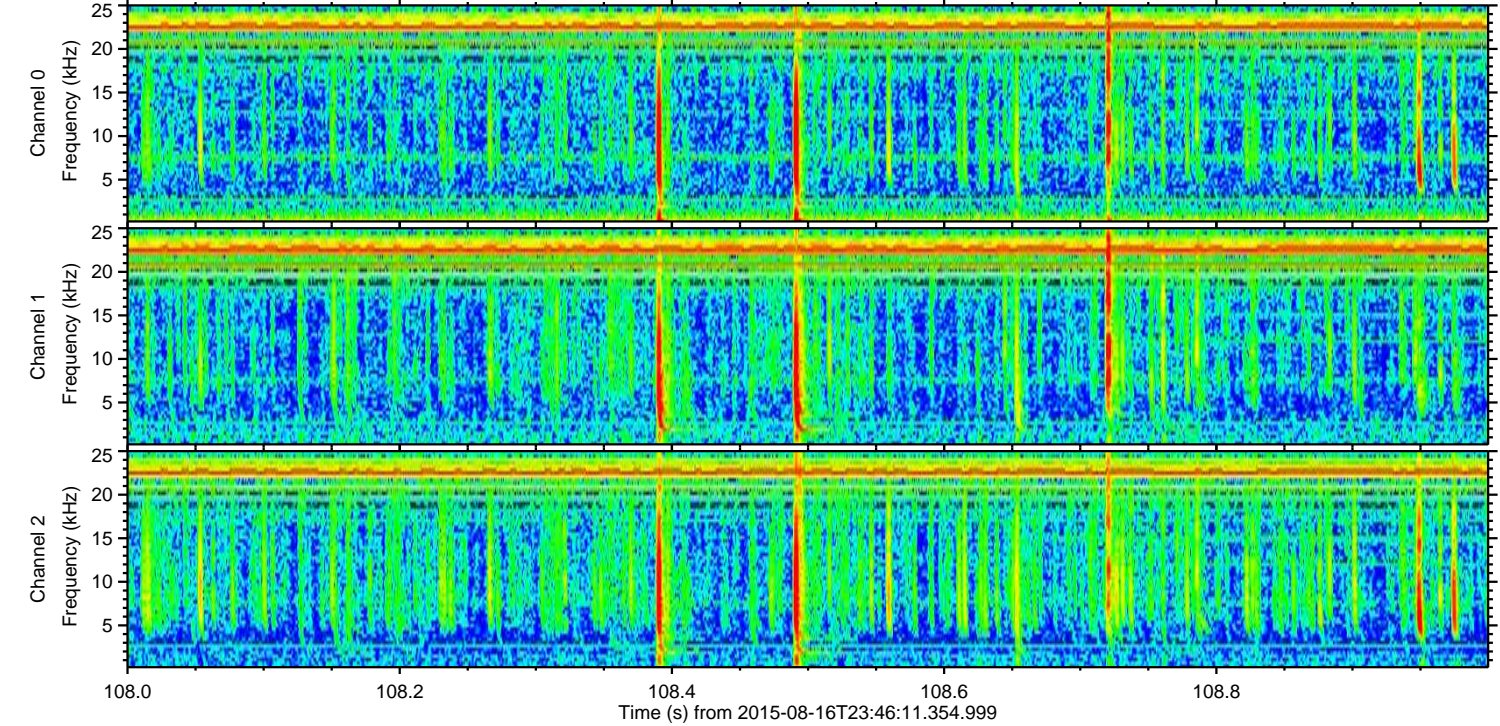 Channel 0
Frequency (kHz)
25
20
15
10
5
Channel 1
Frequency (kHz)
25
20
15
10
5
Channel 2
Frequency (kHz)
25
20
15
10
5
108.0 108.2 108.4 108.6 108.8
Time (s) from 2015-08-16T23:46:11.354.999